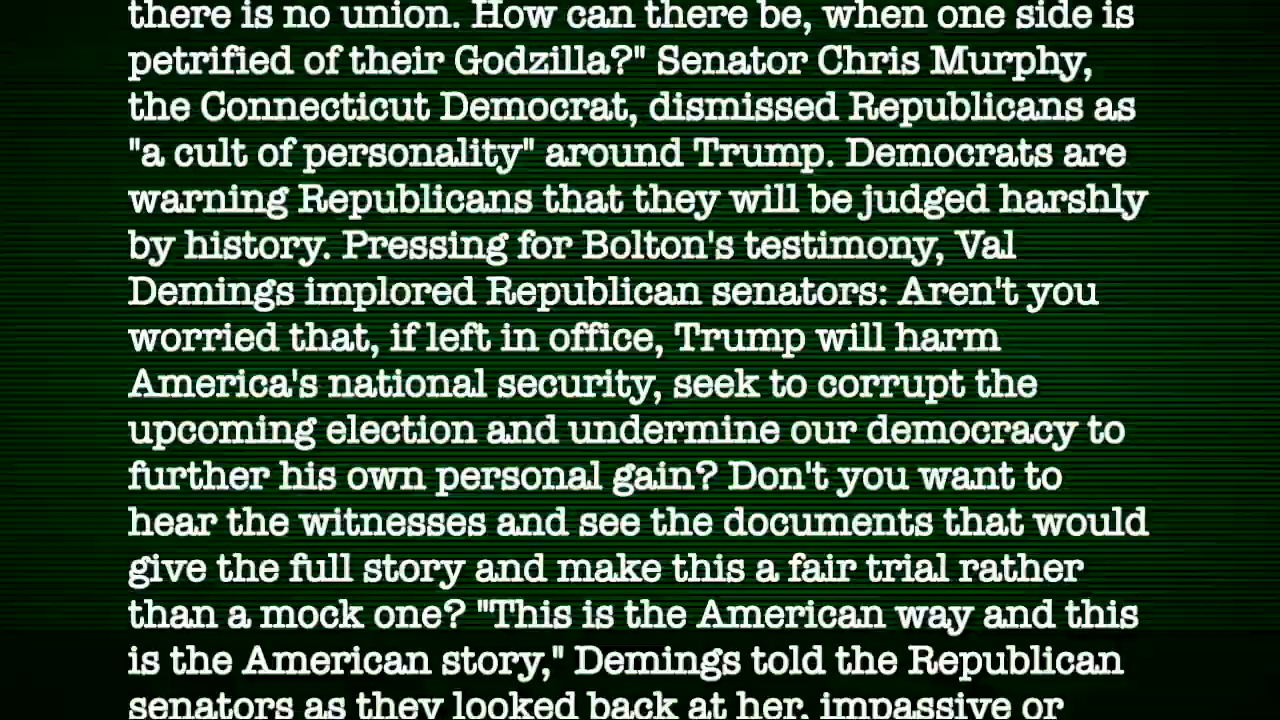 there is no union. How can there be, when one side is
petrified of their Godzilla?" Senator Chris Murphy,
the Connecticut Democrat, dismissed Republicans as
"a cult of personality" around Trump. Democrats are
warning Republicans that they will be judged harshly
by history. Pressing for Bolton's testimony, Val
Demings implored Republican senators: Aren't you
worried that, if left in office, Trump will harm
America's national security, seek to corrupt the
upcoming election and undermine our democracy to
further his own personal gain? Don't you want to
hear the witnesses and see the documents that would
give the full story and make this a fair trial rather
than a mock one? "This is the American way and this
is the American story," Demings told the Republican
senators as they looked back at her, impassive or